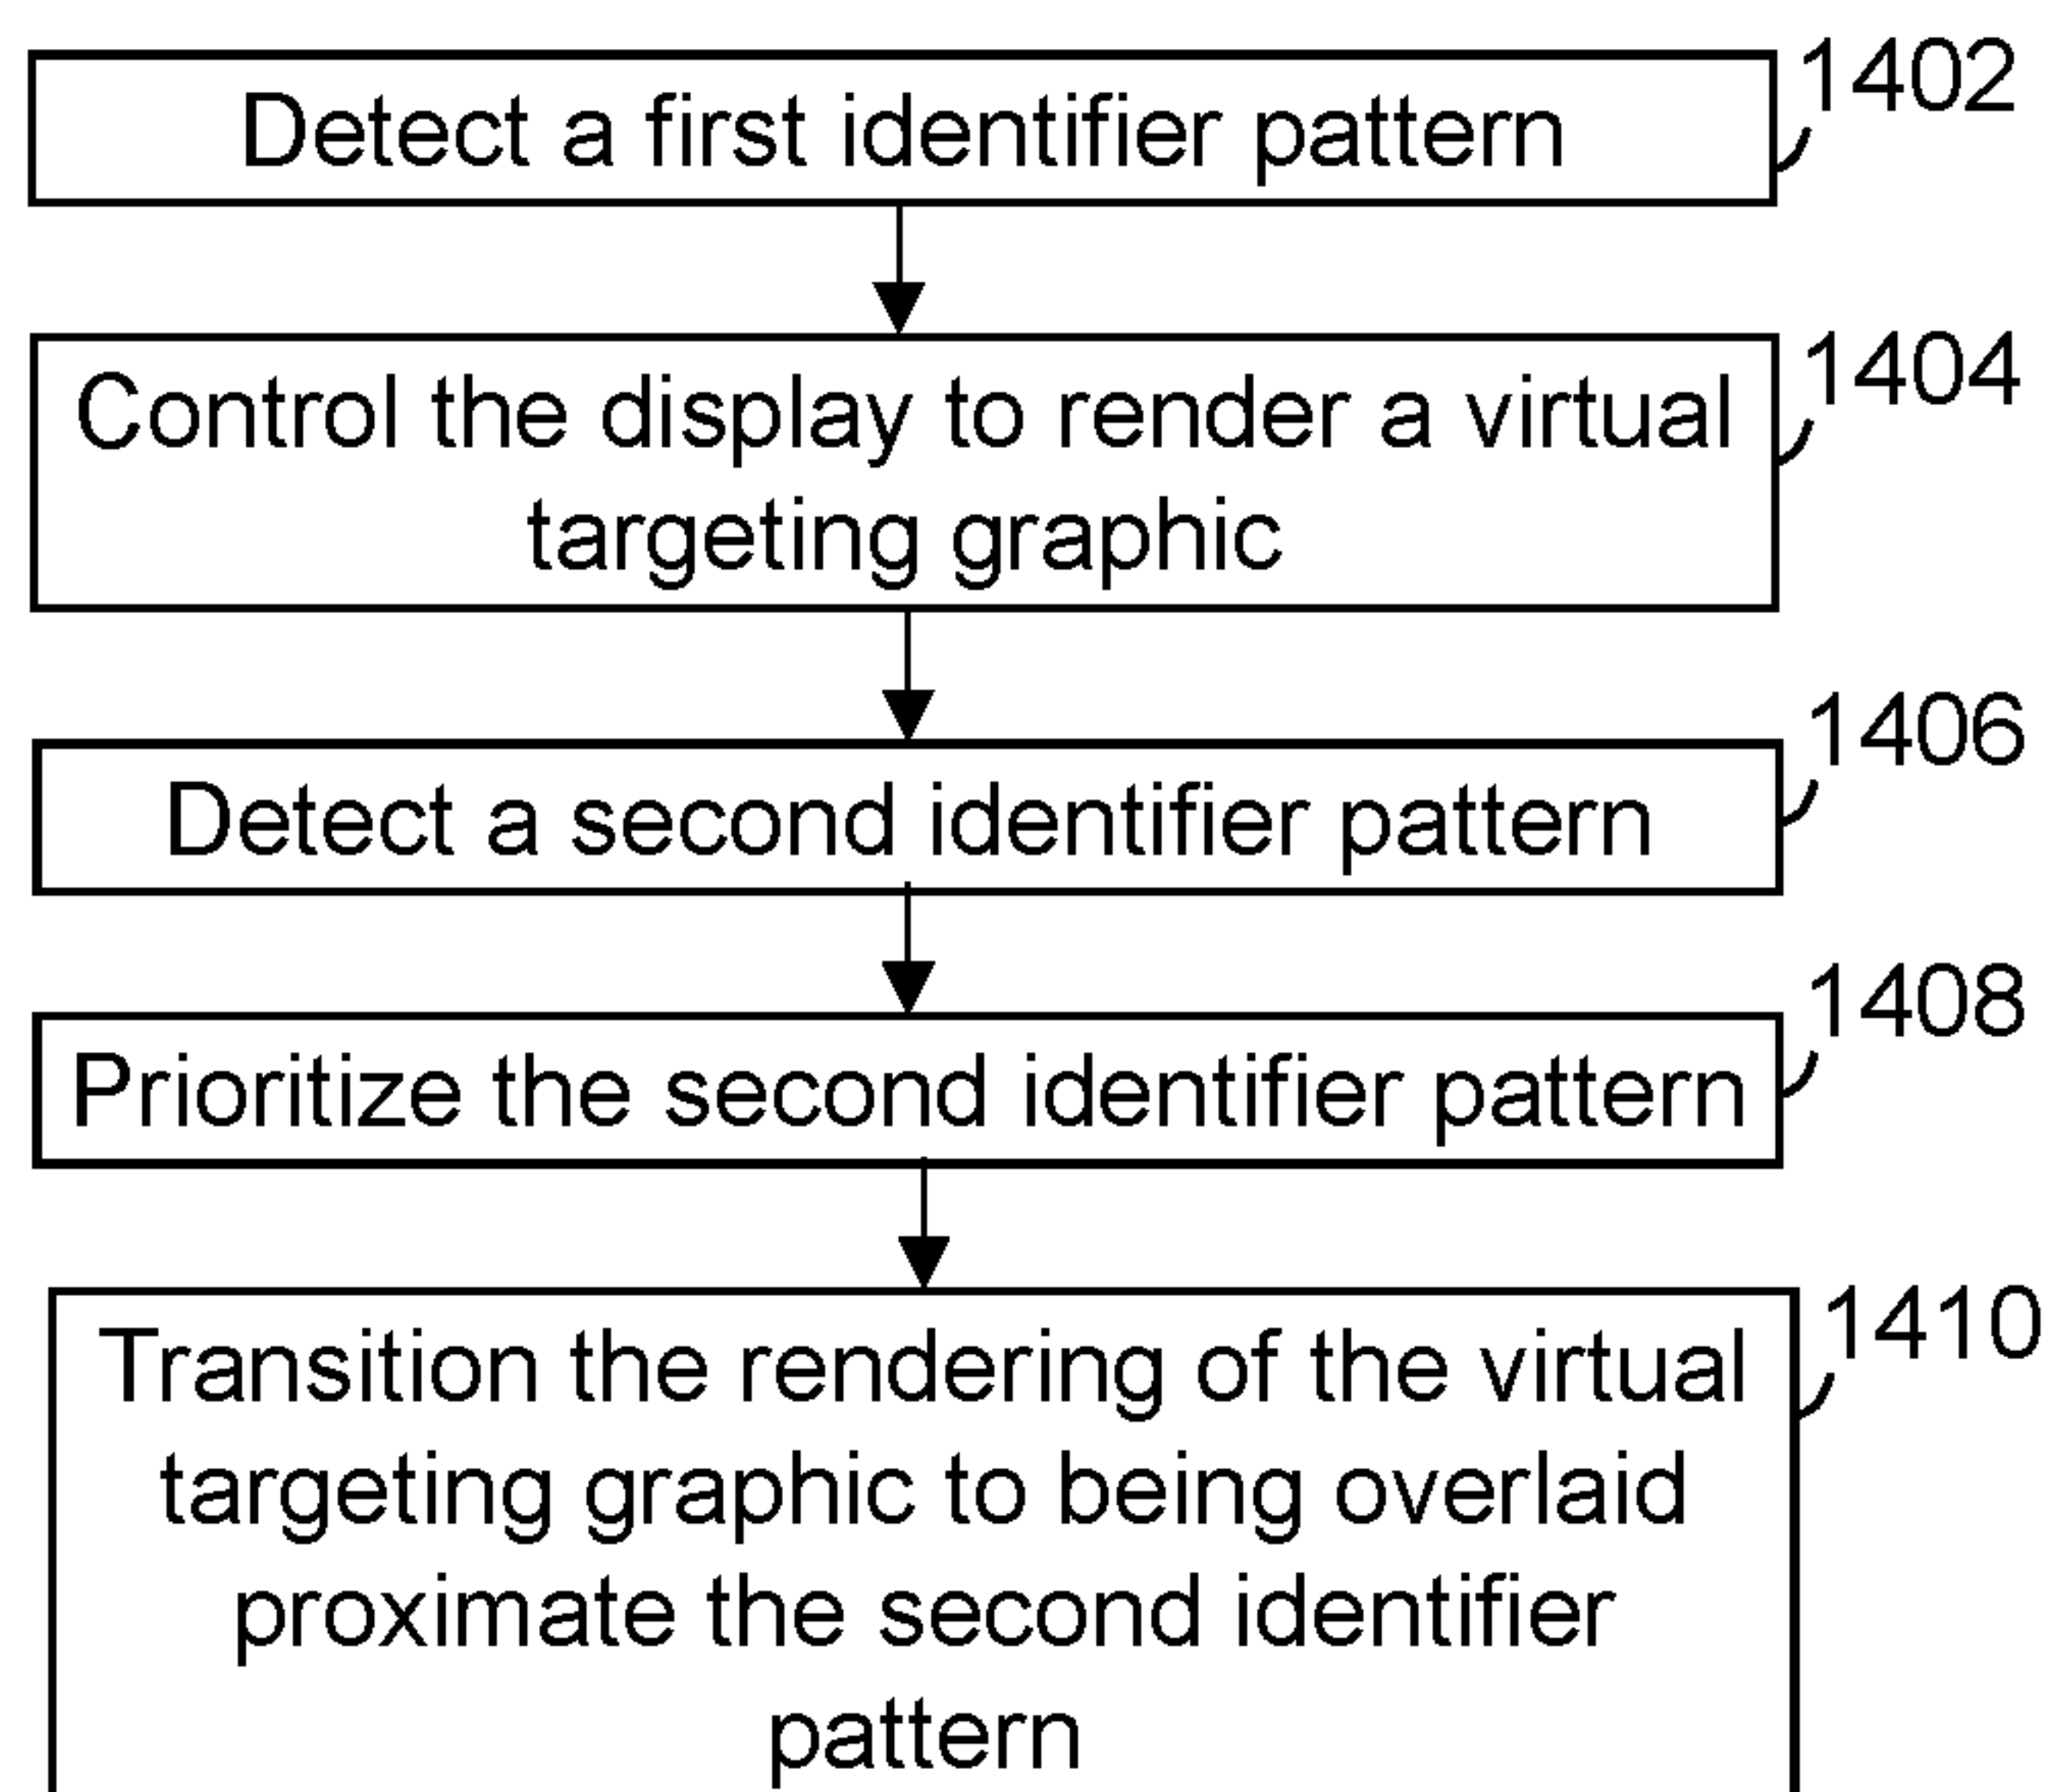 Detect a first identifier pattern
1402
Control the display to render a virtual
targeting graphic
1404
Detect a second identifier pattern
1406
Prioritize the second identifier pattern
1408
Transition the rendering of the virtual
targeting graphic to being overlaid
proximate the second identifier
pattern
1410